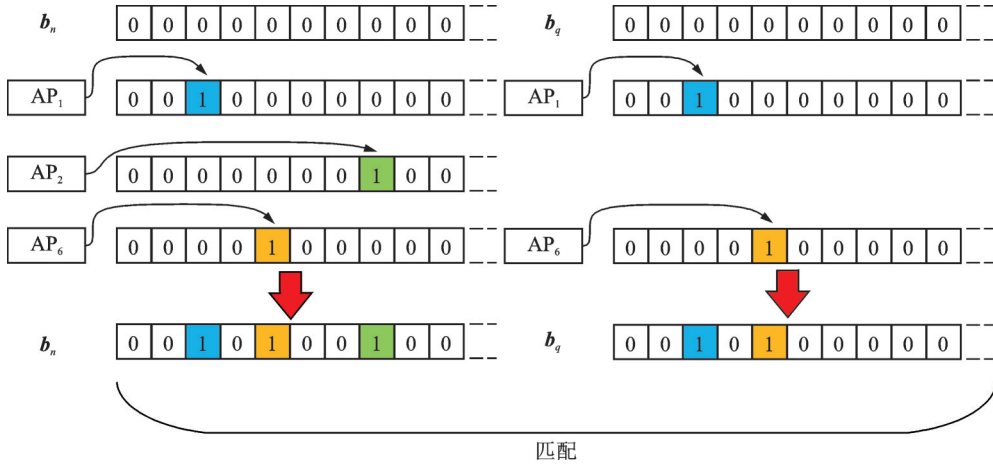 b_n 0 0 0 0 0 0 0 0 0 0 b_q 0 0 0 0 0 0 0 0 0 0
AP₁ 0 0 1 0 0 0 0 0 0 0 AP₁ 0 0 1 0 0 0 0 0 0 0
AP₂ 0 0 0 0 0 0 0 1 0 0
AP₆ 0 0 0 0 1 0 0 0 0 0 AP₆ 0 0 0 0 1 0 0 0 0 0
b_n 0 0 1 0 1 0 0 1 0 0 b_q 0 0 1 0 1 0 0 0 0 0
匹配